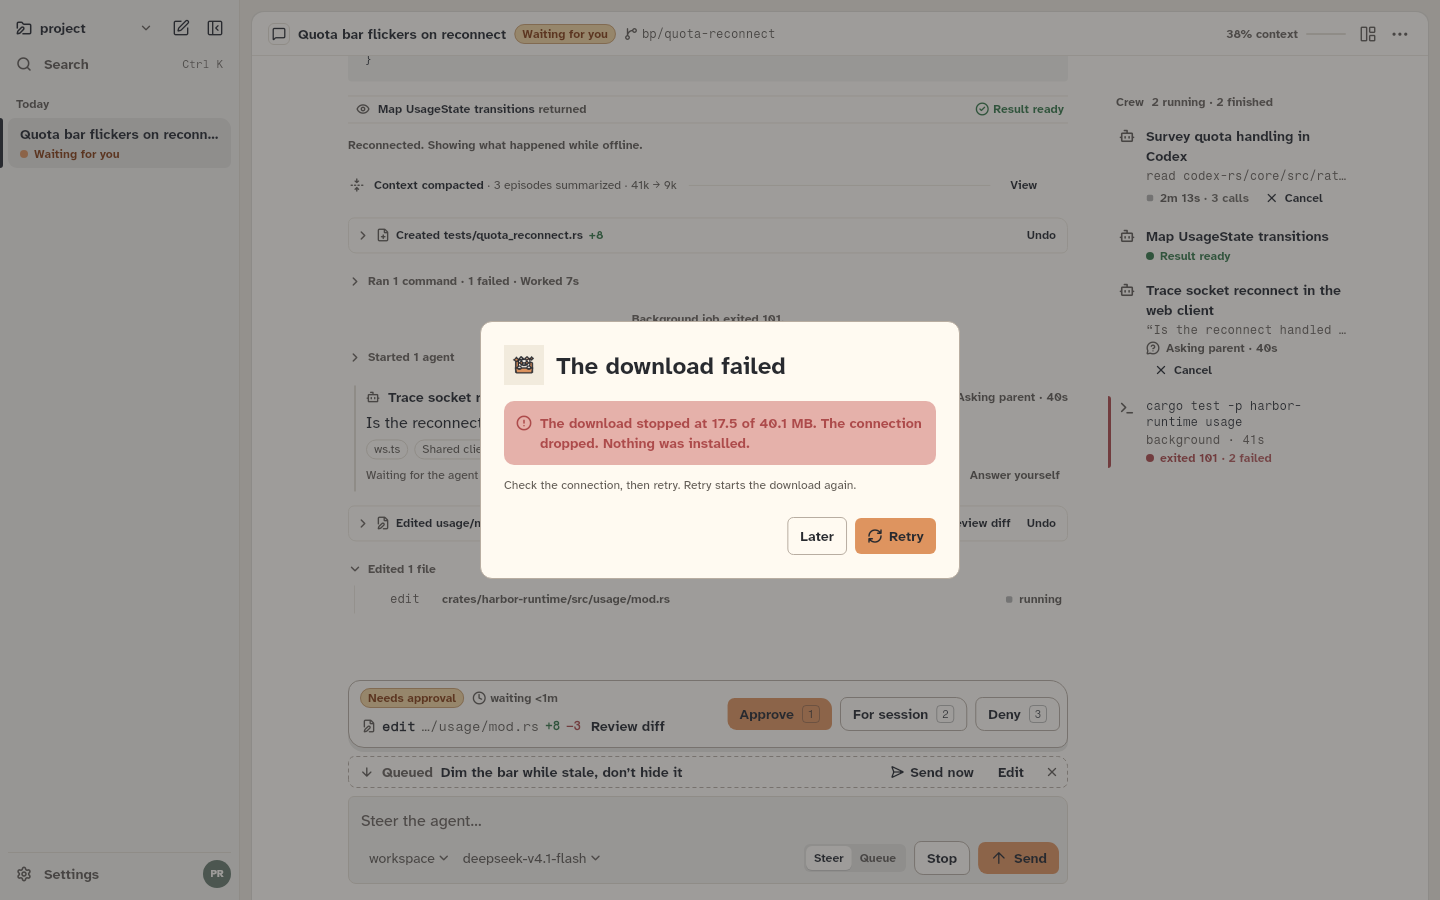 project
Search
Ctrl K
Today
Quota bar flickers on reconn...
Waiting for you
Settings
PR
Quota bar flickers on reconnect
Waiting for you
bp/quota-reconnect
38% context
}
Map UsageState transitions returned
Result ready
Reconnected. Showing what happened while offline.
Context compacted · 3 episodes summarized · 41k → 9k
View
Created tests/quota_reconnect.rs +8
Undo
Ran 1 command · 1 failed · Worked 7s
Background job exited 101
Started 1 agent
Trace socket r
Asking parent · 40s
Is the reconnect
ws.ts
Shared clie
Waiting for the agent
Answer yourself
Edited usage/m
view diff
Undo
Edited 1 file
edit crates/harbor-runtime/src/usage/mod.rs
running
The download failed
The download stopped at 17.5 of 40.1 MB. The connection
dropped. Nothing was installed.
Check the connection, then retry. Retry starts the download again.
Later
Retry
Needs approval
waiting <1m
edit …/usage/mod.rs +8 −3 Review diff
Approve 1
For session 2
Deny 3
Queued Dim the bar while stale, don't hide it
Send now
Edit
Steer the agent...
workspace
deepseek-v4.1-flash
Steer
Queue
Stop
Send
Crew 2 running · 2 finished
Survey quota handling in
Codex
read codex-rs/core/src/rat…
2m 13s · 3 calls
Cancel
Map UsageState transitions
Result ready
Trace socket reconnect in the
web client
“Is the reconnect handled …
Asking parent · 40s
Cancel
cargo test -p harbor-
runtime usage
background · 41s
exited 101 · 2 failed